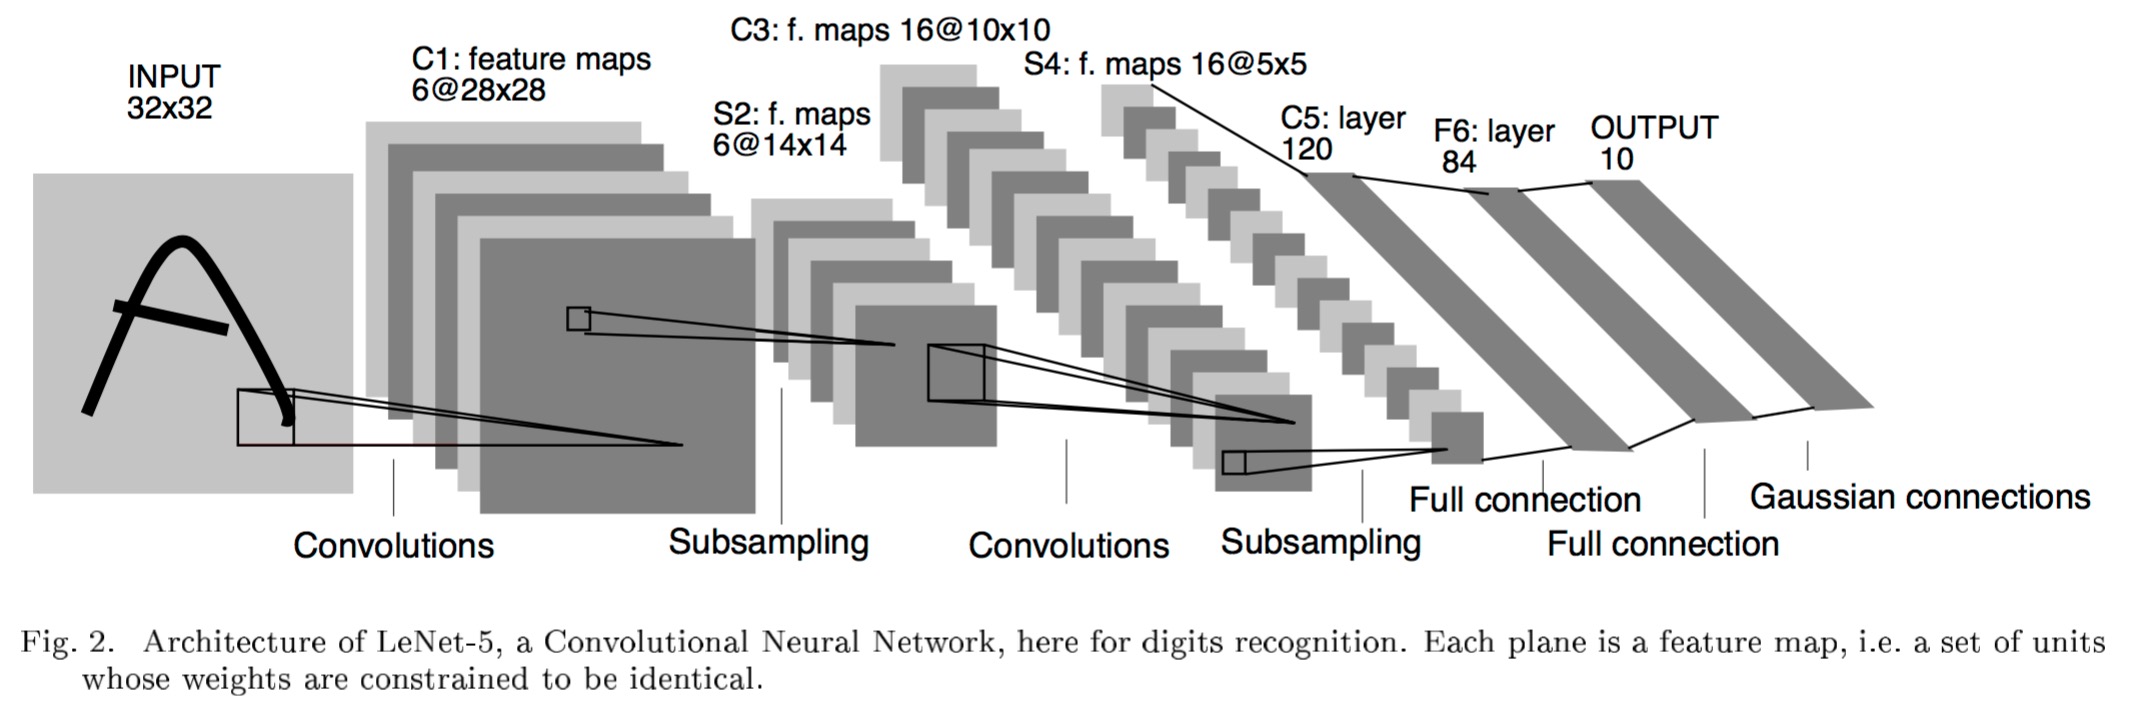 INPUT
32x32
C1: feature maps
6@28x28
S2: f. maps
6@14x14
C3: f. maps 16@10x10
S4: f. maps 16@5x5
C5: layer
120
F6: layer
84
OUTPUT
10
Convolutions
Subsampling
Convolutions
Subsampling
Full connection
Full connection
Gaussian connections
Fig. 2. Architecture of LeNet-5, a Convolutional Neural Network, here for digits recognition. Each plane is a feature map, i.e. a set of units
whose weights are constrained to be identical.